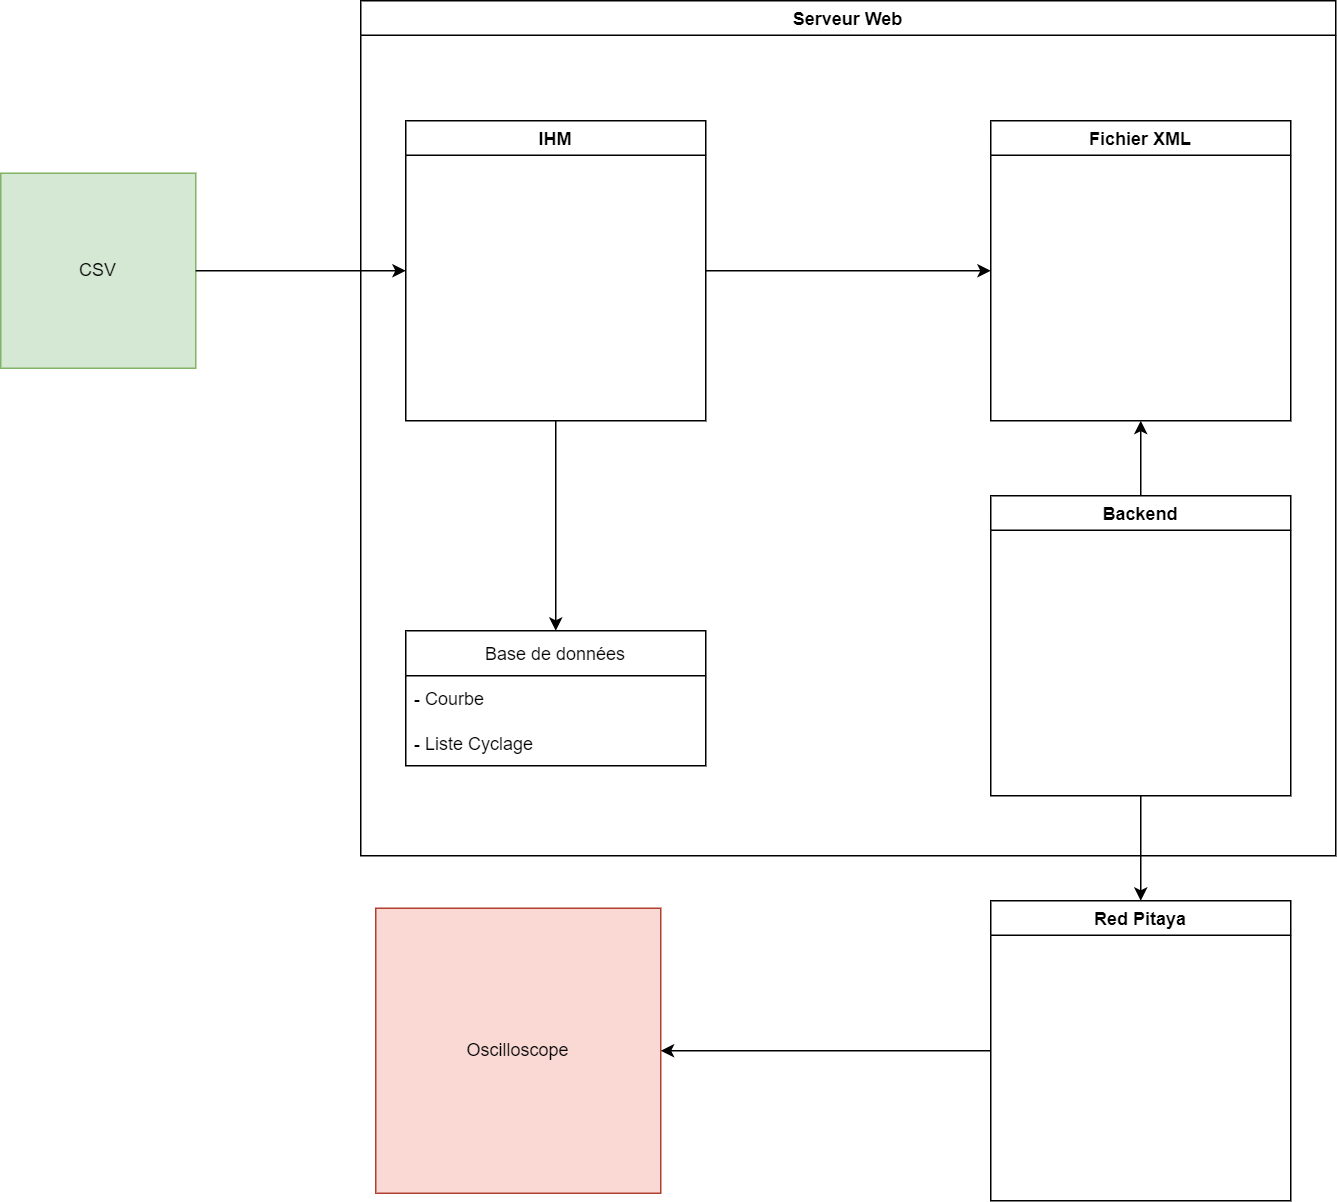 Serveur Web
IHM
Fichier XML
CSV
Backend
Base de données
- Courbe
- Liste Cyclage
Red Pitaya
Oscilloscope